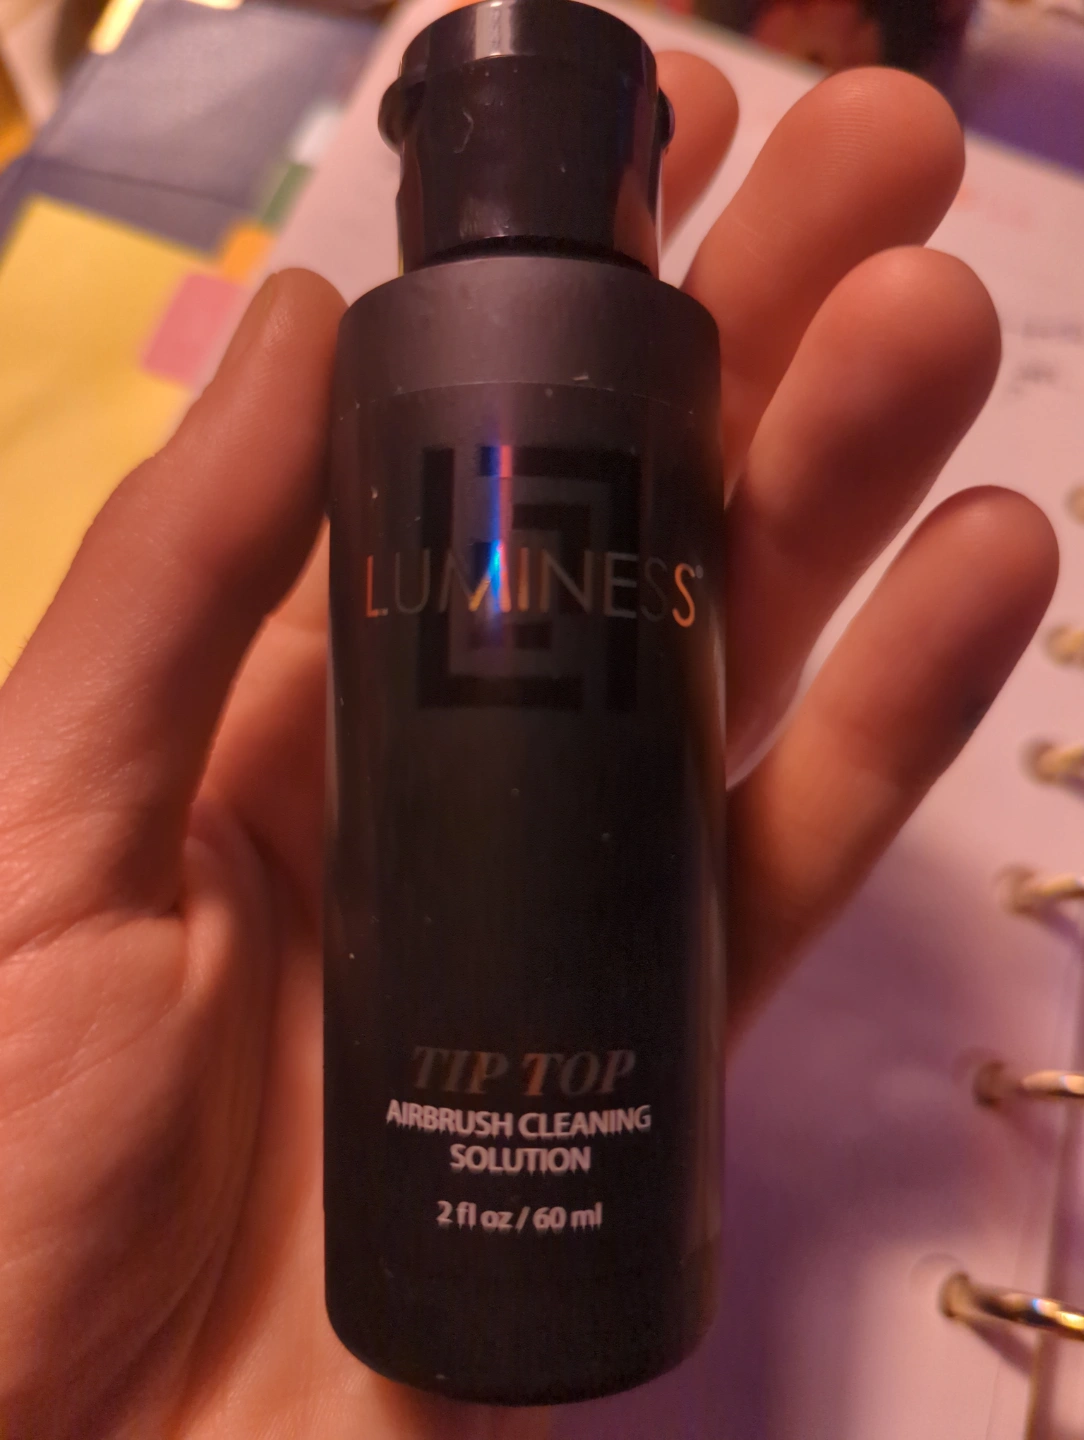 LUMINESS®
TIP TOP
AIRBRUSH CLEANING
SOLUTION
2 fl oz / 60 ml